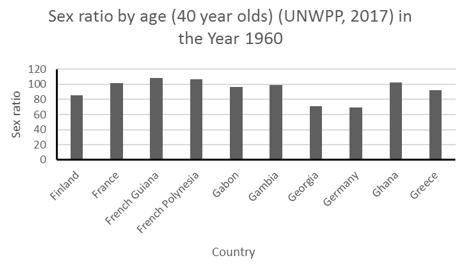 Sex ratio by age (40 year olds) (UNWPP, 2017) in
the Year 1960
120
100
80
60
40
20
0
Sex ratio
Finland
France
French Guiana
French Polynesia
Gabon
Gambia
Georgia
Germany
Ghana
Greece
Country